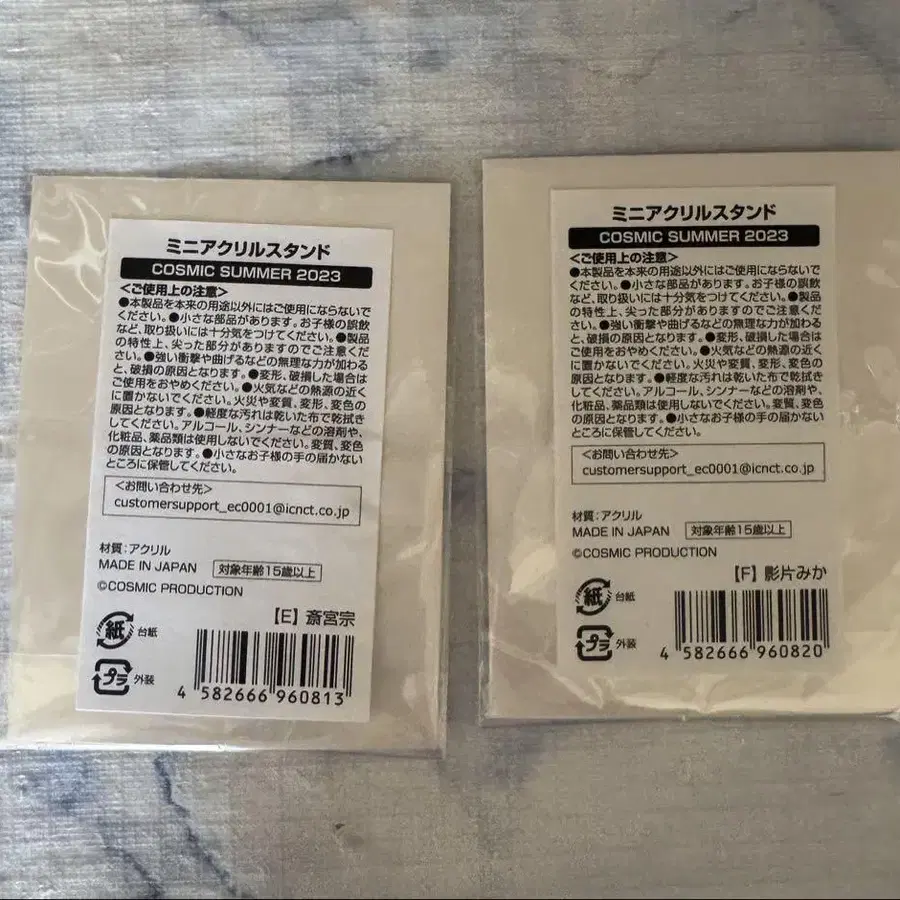 ミニアクリルスタンド
COSMIC SUMMER 2023
<ご使用上の注意>
●本製品を本来の用途以外にはご使用にならないで
ください。●小さな部品があります。お子様の誤飲
など、取り扱いには十分気をつけてください。●製品
の特性上、尖った部分がありますのでご注意くだ
さい。●強い衝撃や曲げるなどの無理な力が加わる
と、破損の原因となります。●変形、破損した場合は
ご使用をおやめください。●火気などの熱源の近く
に置かないでください。火災や変質、変形、変色の
原因となります。●軽度な汚れは乾いた布で乾拭き
してください。アルコール、シンナーなどの溶剤や、
化粧品、薬品類は使用しないでください。変質、変色
の原因となります。●小さなお子様の手の届かない
ところに保管してください。
<お問い合わせ先>
customersupport_ec0001@icnct.co.jp
材質：アクリル
MADE IN JAPAN 対象年齢15歳以上
©COSMIC PRODUCTION
【E】斎宮宗
紙 台紙
プラ 外装
4 582666 960813
ミニアクリルスタンド
COSMIC SUMMER 2023
<ご使用上の注意>
●本製品を本来の用途以外にはご使用にならないで
ください。●小さな部品があります。お子様の誤飲
など、取り扱いには十分気をつけてください。●製品
の特性上、尖った部分がありますのでご注意くだ
さい。●強い衝撃や曲げるなどの無理な力が加わる
と、破損の原因となります。●変形、破損した場合は
ご使用をおやめください。●火気などの熱源の近く
に置かないでください。火災や変質、変形、変色の
原因となります。●軽度な汚れは乾いた布で乾拭き
してください。アルコール、シンナーなどの溶剤や、
化粧品、薬品類は使用しないでください。変質、変色
の原因となります。●小さなお子様の手の届かない
ところに保管してください。
<お問い合わせ先>
customersupport_ec0001@icnct.co.jp
材質：アクリル
MADE IN JAPAN 対象年齢15歳以上
©COSMIC PRODUCTION
【F】影片みか
紙 台紙
プラ 外装
4 582666 960820